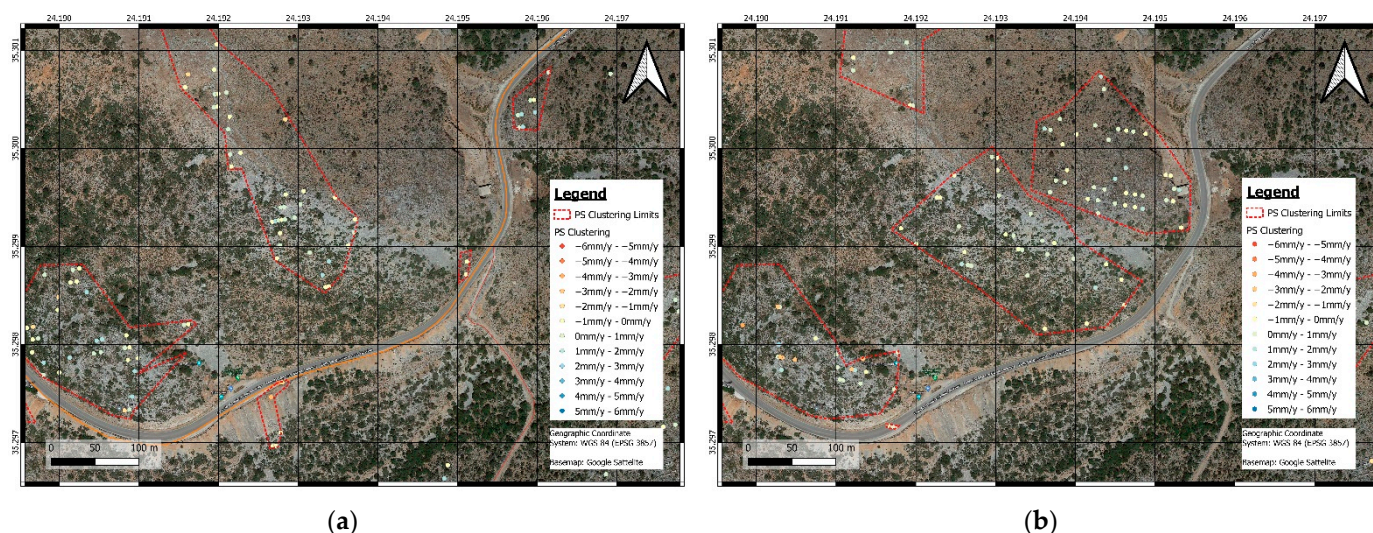 24.190 24.191 24.192 24.193 24.194 24.195 24.196 24.197
35.301
35.300
35.299
35.298
35.297
Legend
PS Clustering Limits
PS Clustering
−6mm/y - −5mm/y
−5mm/y - −4mm/y
−4mm/y - −3mm/y
−3mm/y - −2mm/y
−2mm/y - −1mm/y
−1mm/y - 0mm/y
0mm/y - 1mm/y
1mm/y - 2mm/y
2mm/y - 3mm/y
3mm/y - 4mm/y
4mm/y - 5mm/y
5mm/y - 6mm/y
Geographic Coordinate
System: WGS 84 (EPSG 3857)
Basemap: Google Sattelite
0 50 100 m
(a)
24.190 24.191 24.192 24.193 24.194 24.195 24.196 24.197
35.301
35.300
35.299
35.298
35.297
Legend
PS Clustering Limits
PS Clustering
−6mm/y - −5mm/y
−5mm/y - −4mm/y
−4mm/y - −3mm/y
−3mm/y - −2mm/y
−2mm/y - −1mm/y
−1mm/y - 0mm/y
0mm/y - 1mm/y
1mm/y - 2mm/y
2mm/y - 3mm/y
3mm/y - 4mm/y
4mm/y - 5mm/y
5mm/y - 6mm/y
Geographic Coordinate
System: WGS 84 (EPSG 3857)
Basemap: Google Sattelite
0 50 100 m
(b)